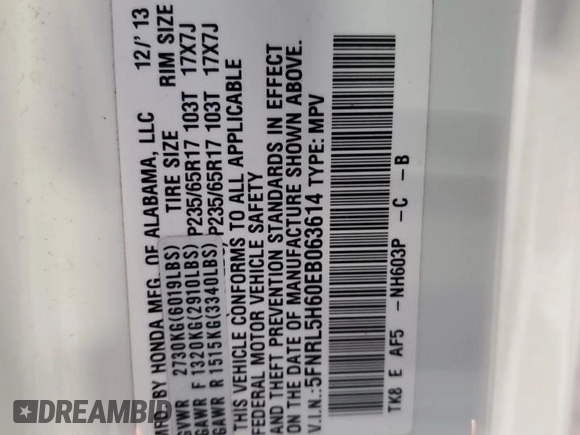 MFD. BY HONDA MFG. OF ALABAMA, LLC 12/'13
TIRE SIZE RIM SIZE
GVWR 2730KG(6019LBS)
GAWR F 1320KG(2910LBS) P235/65R17 103T 17X7J
GAWR R 1515KG(3340LBS) P235/65R17 103T 17X7J
THIS VEHICLE CONFORMS TO ALL APPLICABLE
FEDERAL MOTOR VEHICLE SAFETY
AND THEFT PREVENTION STANDARDS IN EFFECT
ON THE DATE OF MANUFACTURE SHOWN ABOVE.
V.I.N.: 5FNRL5H60EB063614 TYPE: MPV
TK8 E AF5 -NH603P -C -B
DREAMBID